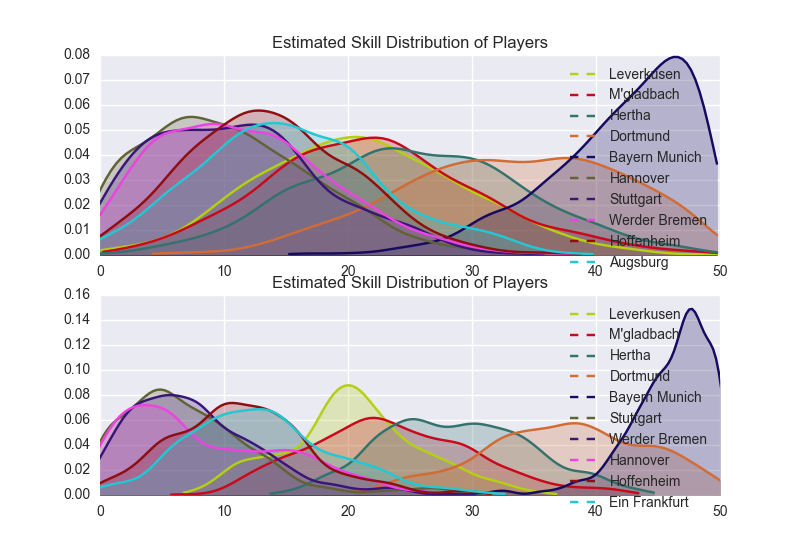 Estimated Skill Distribution of Players
0.08
0.07
0.06
0.05
0.04
0.03
0.02
0.01
0.00
Leverkusen
M'gladbach
Hertha
Dortmund
Bayern Munich
Hannover
Stuttgart
Werder Bremen
Hoffenheim
Augsburg
0 10 20 30 40 50
Estimated Skill Distribution of Players
0.16
0.14
0.12
0.10
0.08
0.06
0.04
0.02
0.00
Leverkusen
M'gladbach
Hertha
Dortmund
Bayern Munich
Stuttgart
Werder Bremen
Hannover
Hoffenheim
Ein Frankfurt
0 10 20 30 40 50